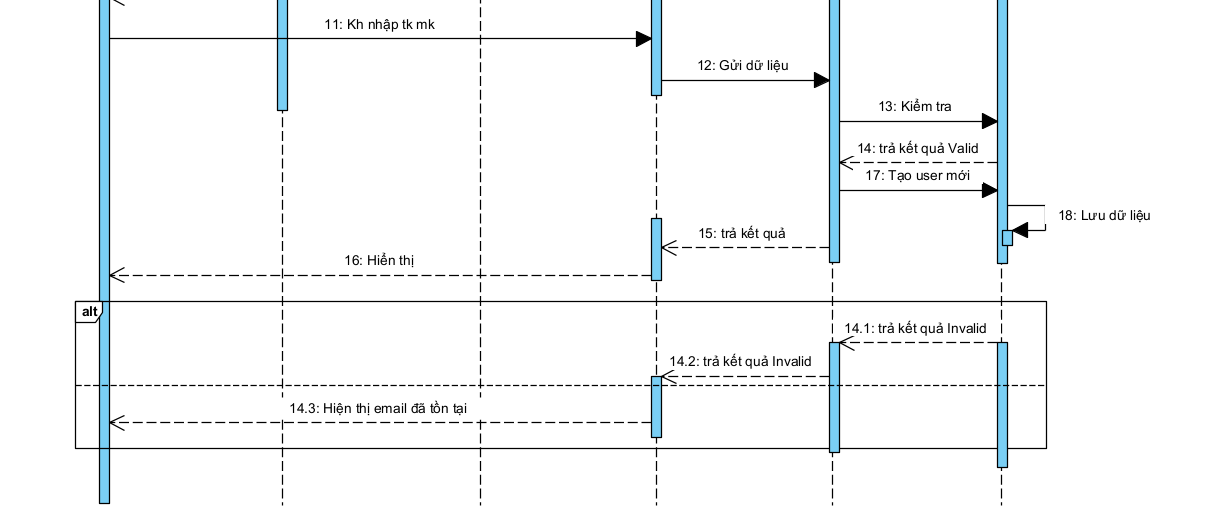 11: Kh nhập tk mk
12: Gửi dữ liệu
13: Kiểm tra
14: trả kết quả Valid
17: Tạo user mới
18: Lưu dữ liệu
15: trả kết quả
16: Hiển thị
alt
14.1: trả kết quả Invalid
14.2: trả kết quả Invalid
14.3: Hiện thị email đã tồn tại